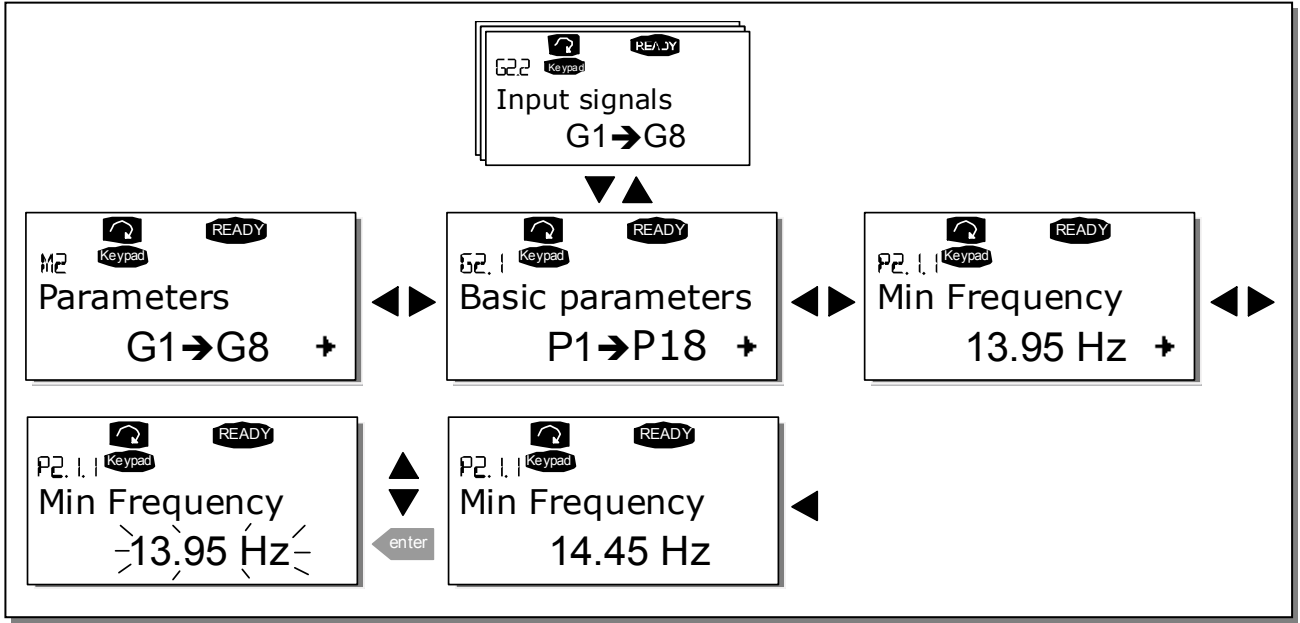 READY
G2.2 Keypad
Input signals
G1➔G8
READY
M2 Keypad
Parameters
G1➔G8
READY
G2.1 Keypad
Basic parameters
P1➔P18
READY
P2.1.1 Keypad
Min Frequency
13.95 Hz
READY
P2.1.1 Keypad
Min Frequency
13.95 Hz
enter
READY
P2.1.1 Keypad
Min Frequency
14.45 Hz